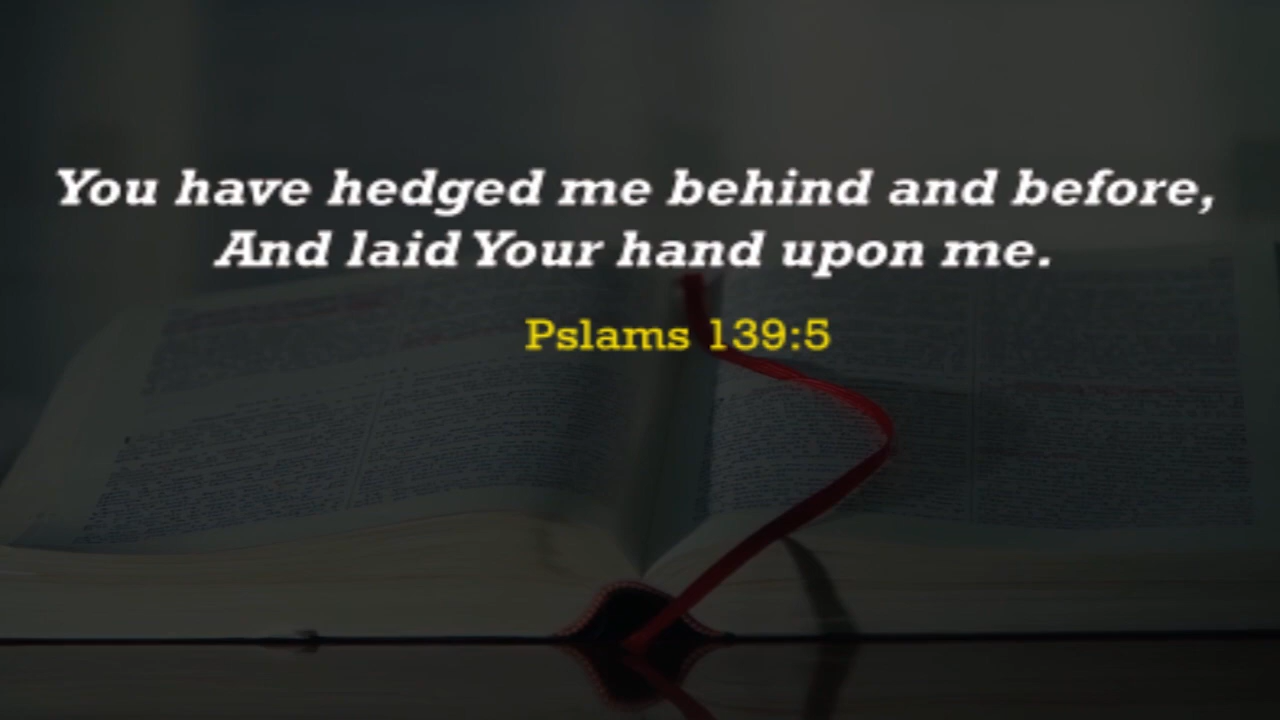 You have hedged me behind and before,
And laid Your hand upon me.
Pslams 139:5